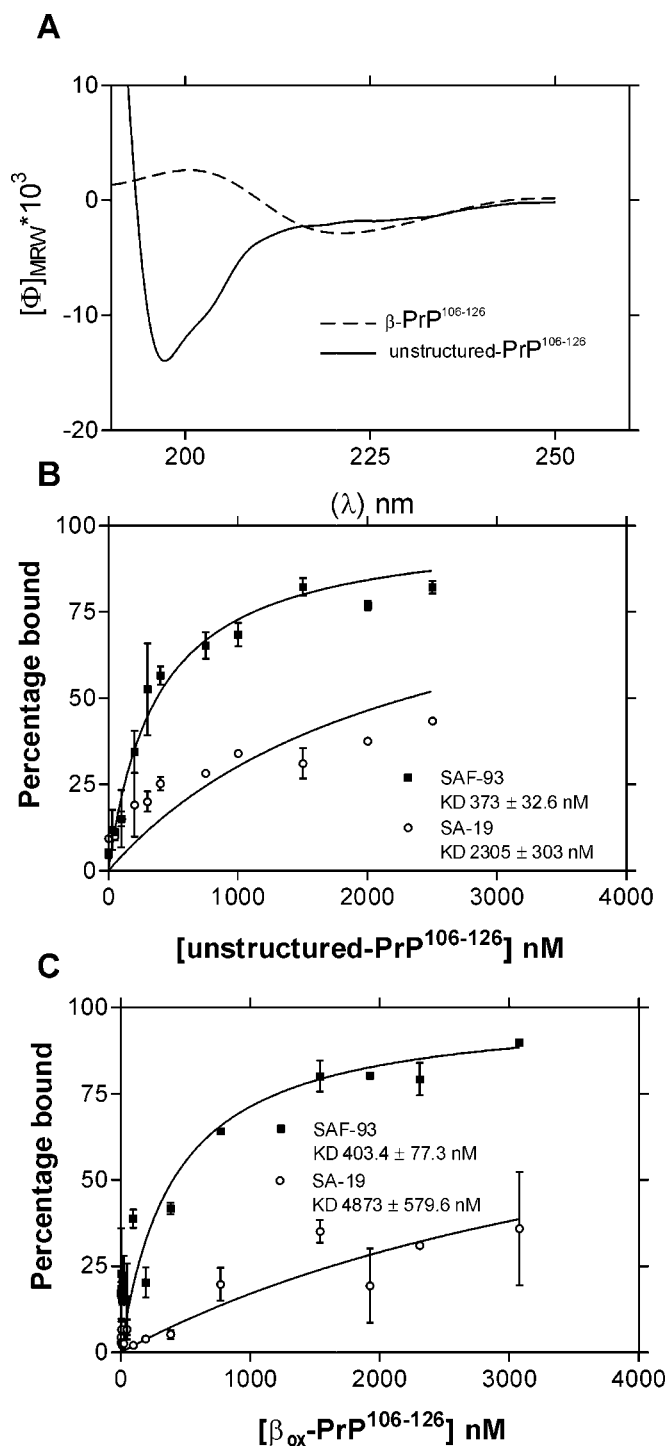 A
10
0
-10
-20
[Φ]MRW*10³
β-PrP¹⁰⁶⁻¹²⁶
unstructured-PrP¹⁰⁶⁻¹²⁶
200
225
250
(λ) nm
B
100
75
50
25
0
Percentage bound
SAF-93
KD 373 ± 32.6 nM
SA-19
KD 2305 ± 303 nM
0
1000
2000
3000
4000
[unstructured-PrP¹⁰⁶⁻¹²⁶] nM
C
100
75
50
25
0
Percentage bound
SAF-93
KD 403.4 ± 77.3 nM
SA-19
KD 4873 ± 579.6 nM
0
1000
2000
3000
4000
[βox-PrP¹⁰⁶⁻¹²⁶] nM